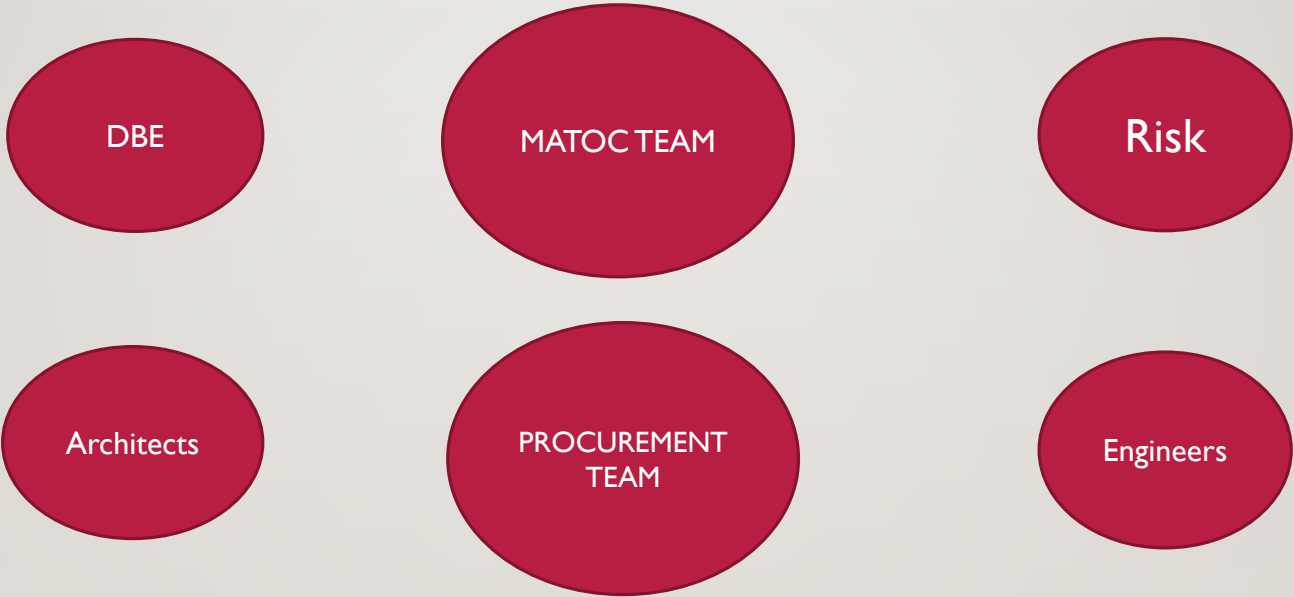 DBE
MATOC TEAM
Risk
Architects
PROCUREMENT
TEAM
Engineers